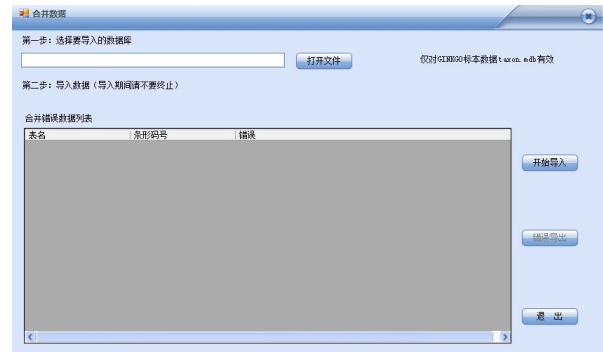 合并数据
第一步：选择要导入的数据库
打开文件
仅对GINKGO标本数据taxon.mdb有效
第二步：导入数据（导入期间请不要终止）
合并错误数据列表
表名 条形码号 错误
开始导入
错误导出
退 出